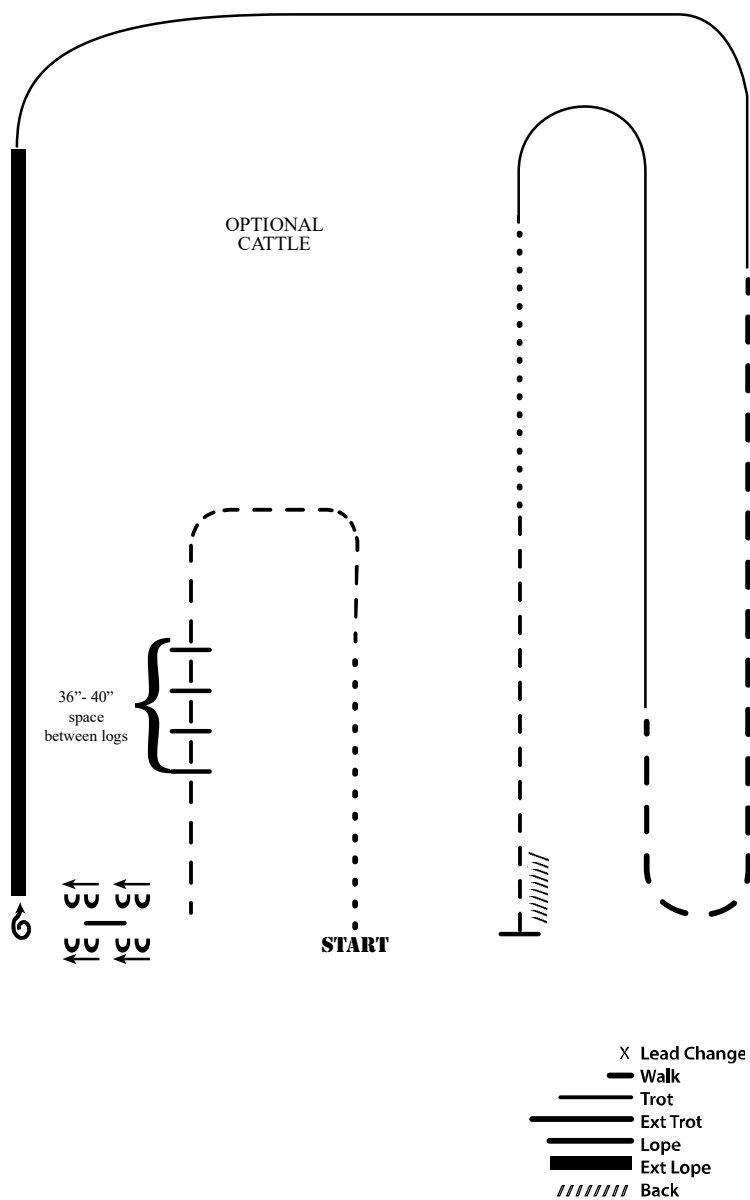 OPTIONAL
CATTLE
36”- 40”
space
between logs
START
X Lead Change
Walk
Trot
Ext Trot
Lope
Ext Lope
Back